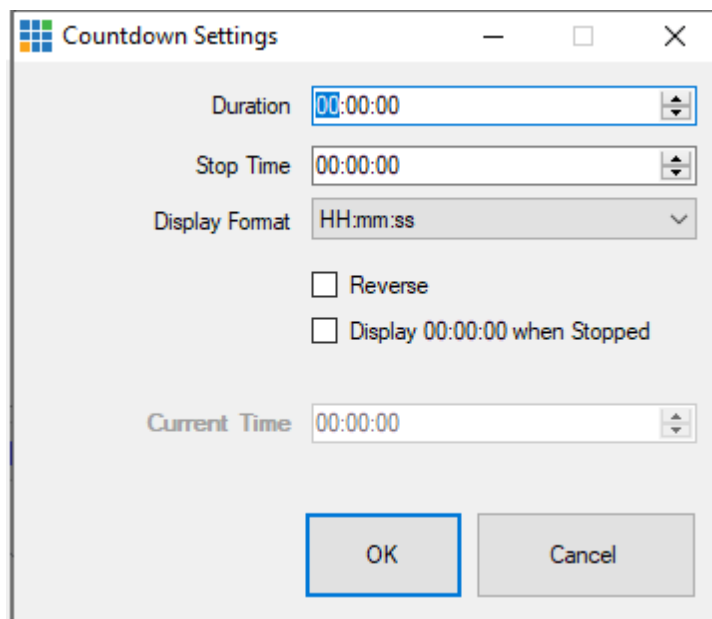 Countdown Settings
Duration 00:00:00
Stop Time 00:00:00
Display Format HH:mm:ss
Reverse
Display 00:00:00 when Stopped
Current Time 00:00:00
OK Cancel